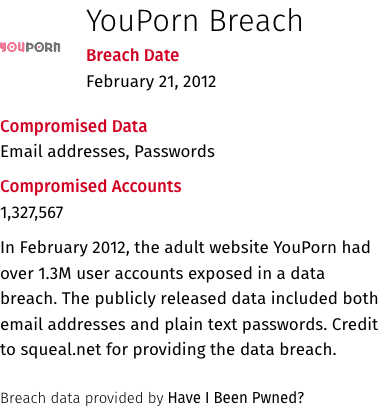 YouPorn Breach
YOUPORN
Breach Date
February 21, 2012
Compromised Data
Email addresses, Passwords
Compromised Accounts
1,327,567
In February 2012, the adult website YouPorn had
over 1.3M user accounts exposed in a data
breach. The publicly released data included both
email addresses and plain text passwords. Credit
to squeal.net for providing the data breach.
Breach data provided by Have I Been Pwned?